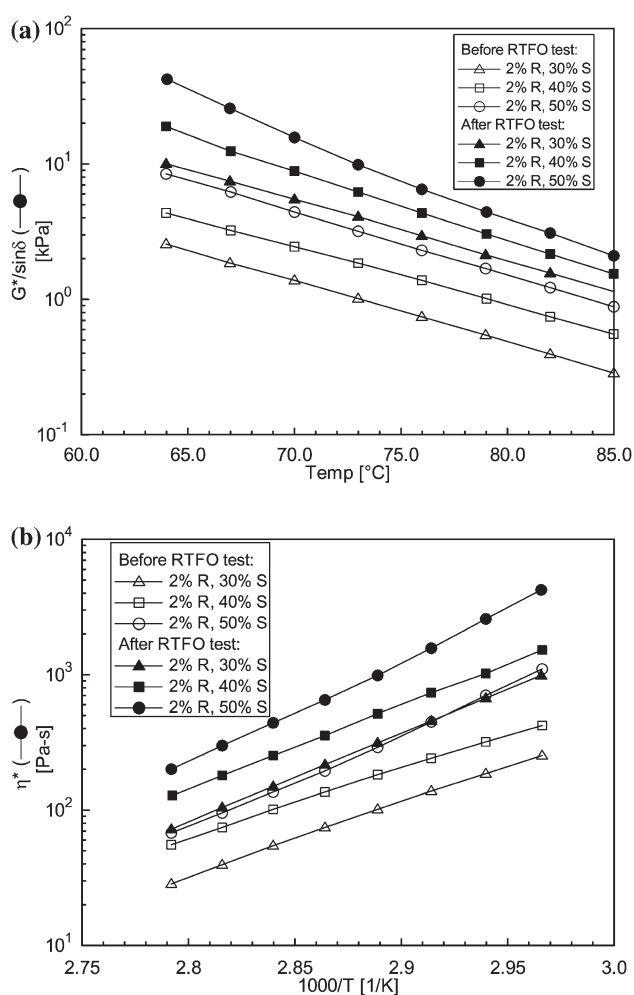 (a)
10²
10¹
10⁰
10⁻¹
G*/sinδ (—●—)
[kPa]
Before RTFO test:
2% R, 30% S
2% R, 40% S
2% R, 50% S
After RTFO test:
2% R, 30% S
2% R, 40% S
2% R, 50% S
60.0 65.0 70.0 75.0 80.0 85.0
Temp [°C]
(b)
10⁴
10³
10²
10¹
η* (—●—)
[Pa-s]
Before RTFO test:
2% R, 30% S
2% R, 40% S
2% R, 50% S
After RTFO test:
2% R, 30% S
2% R, 40% S
2% R, 50% S
2.75 2.8 2.85 2.9 2.95 3.0
1000/T [1/K]